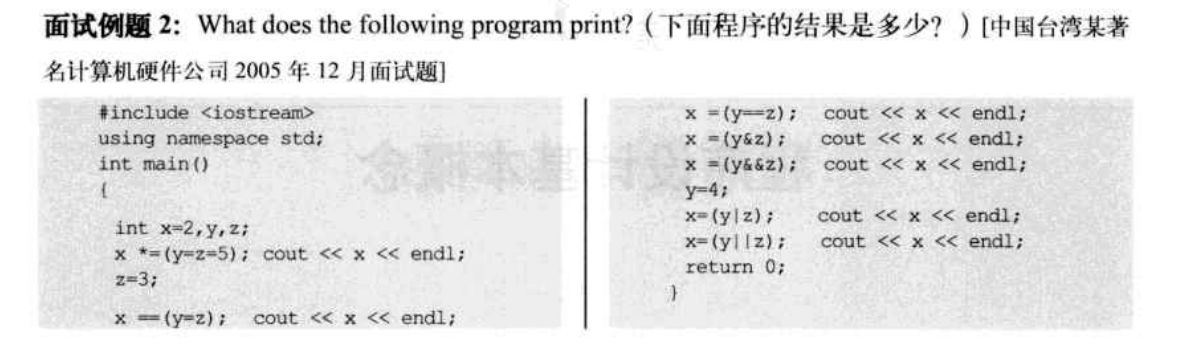 面试例题 2：What does the following program print?（下面程序的结果是多少？）[中国台湾某著
名计算机硬件公司 2005 年 12 月面试题]
#include <iostream>
using namespace std;
int main()
{
int x=2,y,z;
x *=(y=z=5); cout << x << endl;
z=3;
x ==(y=z); cout << x << endl;
x =(y==z); cout << x << endl;
x =(y&z); cout << x << endl;
x =(y&&z); cout << x << endl;
y=4;
x=(y|z); cout << x << endl;
x=(y||z); cout << x << endl;
return 0;
}